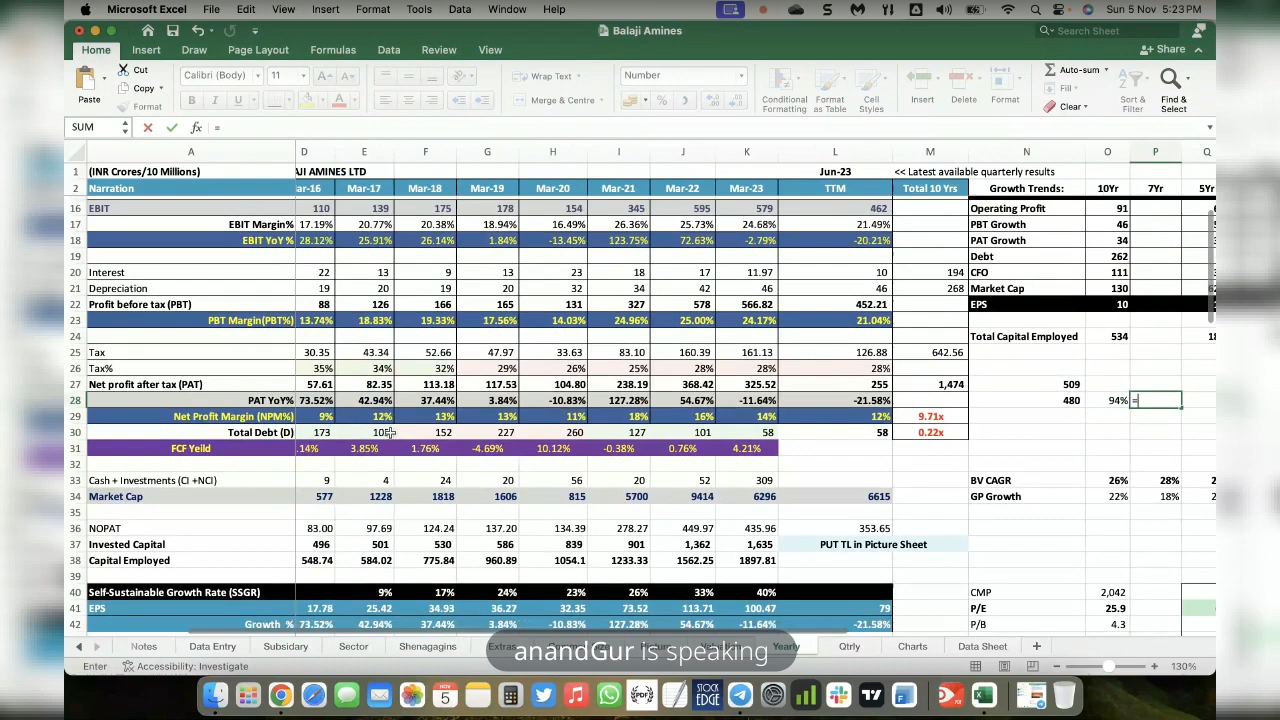 Microsoft Excel File Edit View Insert Format Tools Data Window Help Sun 5 Nov 5:23 PM
Balaji Amines Search Sheet
Home Insert Draw Page Layout Formulas Data Review View Share
Paste Cut Copy Format Calibri (Body) 11 Wrap Text Merge & Centre Number Conditional Formatting Format as Table Cell Styles Insert Delete Format Auto-sum Fill Clear Sort & Filter Find & Select
SUM fx =
A D E F G H I J K L M N O P Q
1 (INR Crores/10 Millions) AJI AMINES LTD Jun-23 << Latest available quarterly results
2 Narration ar-16 Mar-17 Mar-18 Mar-19 Mar-20 Mar-21 Mar-22 Mar-23 TTM Total 10 Yrs Growth Trends: 10Yr 7Yr 5Yr
16 EBIT 110 139 175 178 154 345 595 579 462 Operating Profit 91
17 EBIT Margin% 17.19% 20.77% 20.38% 18.94% 16.49% 26.36% 25.73% 24.68% 21.49% PBT Growth 46
18 EBIT YoY % 28.12% 25.91% 26.14% 1.84% -13.45% 123.75% 72.63% -2.79% -20.21% PAT Growth 34
19 Debt 262
20 Interest 22 13 9 13 23 18 17 11.97 10 194 CFO 111
21 Depreciation 19 20 19 20 32 34 42 46 46 268 Market Cap 130
22 Profit before tax (PBT) 88 126 166 165 131 327 578 566.82 452.21 EPS 10
23 PBT Margin(PBT%) 13.74% 18.83% 19.33% 17.56% 14.03% 24.96% 25.00% 24.17% 21.04%
24 Total Capital Employed 534
25 Tax 30.35 43.34 52.66 47.97 33.63 83.10 160.39 161.13 126.88 642.56
26 Tax% 35% 34% 32% 29% 26% 25% 28% 28% 28%
27 Net profit after tax (PAT) 57.61 82.35 113.18 117.53 104.80 238.19 368.42 325.52 255 1,474 509
28 PAT YoY% 73.52% 42.94% 37.44% 3.84% -10.83% 127.28% 54.67% -11.64% -21.58% 480 94% =
29 Net Profit Margin (NPM%) 9% 12% 13% 13% 11% 18% 16% 14% 12% 9.71x
30 Total Debt (D) 173 152 227 260 127 101 58 58 0.22x
31 FCF Yeild .14% 3.85% 1.76% -4.69% 10.12% -0.38% 0.76% 4.21%
32
33 Cash + Investments (CI +NCI) 9 4 24 20 56 20 52 309 BV CAGR 26% 28%
34 Market Cap 577 1228 1818 1606 815 5700 9414 6296 6615 GP Growth 22% 18%
35
36 NOPAT 83.00 97.69 124.24 137.20 134.39 278.27 449.97 435.96 353.65
37 Invested Capital 496 501 530 586 839 901 1,362 1,635 PUT TL in Picture Sheet
38 Capital Employed 548.74 584.02 775.84 960.89 1054.1 1233.33 1562.25 1897.81
39
40 Self-Sustainable Growth Rate (SSGR) 9% 17% 24% 23% 26% 33% 40% CMP 2,042
41 EPS 17.78 25.42 34.93 36.27 32.35 73.52 113.71 100.47 79 P/E 25.9
42 Growth % 73.52% 42.94% 37.44% 3.84% -10.83% 127.28% 54.67% -11.64% -21.58% P/B 4.3
Notes Data Entry Subsidary Sector Shenagagins Extras Yearly Qtrly Charts Data Sheet
anandGur is speaking
Enter Accessibility: Investigate 130%
NOV 5 PDF STOCK EDGE